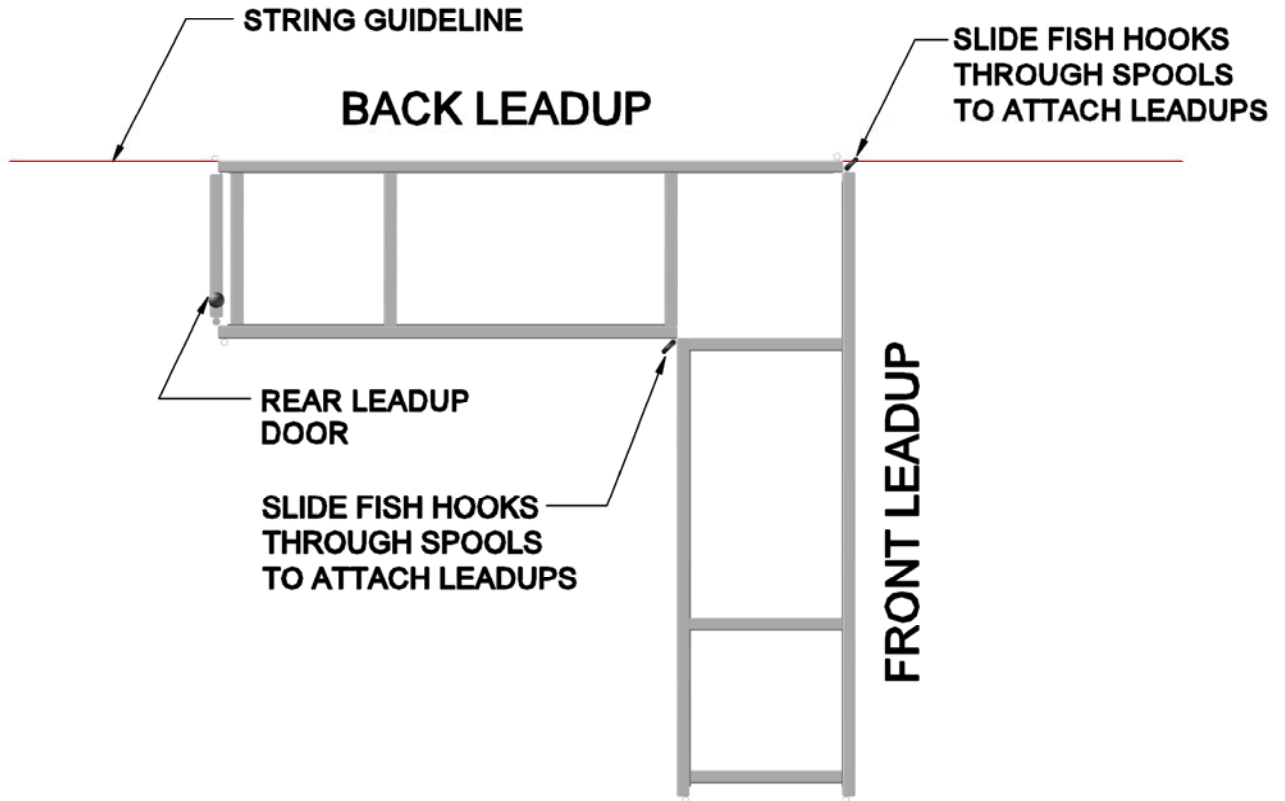 STRING GUIDELINE
SLIDE FISH HOOKS
THROUGH SPOOLS
TO ATTACH LEADUPS
BACK LEADUP
REAR LEADUP
DOOR
SLIDE FISH HOOKS
THROUGH SPOOLS
TO ATTACH LEADUPS
FRONT LEADUP